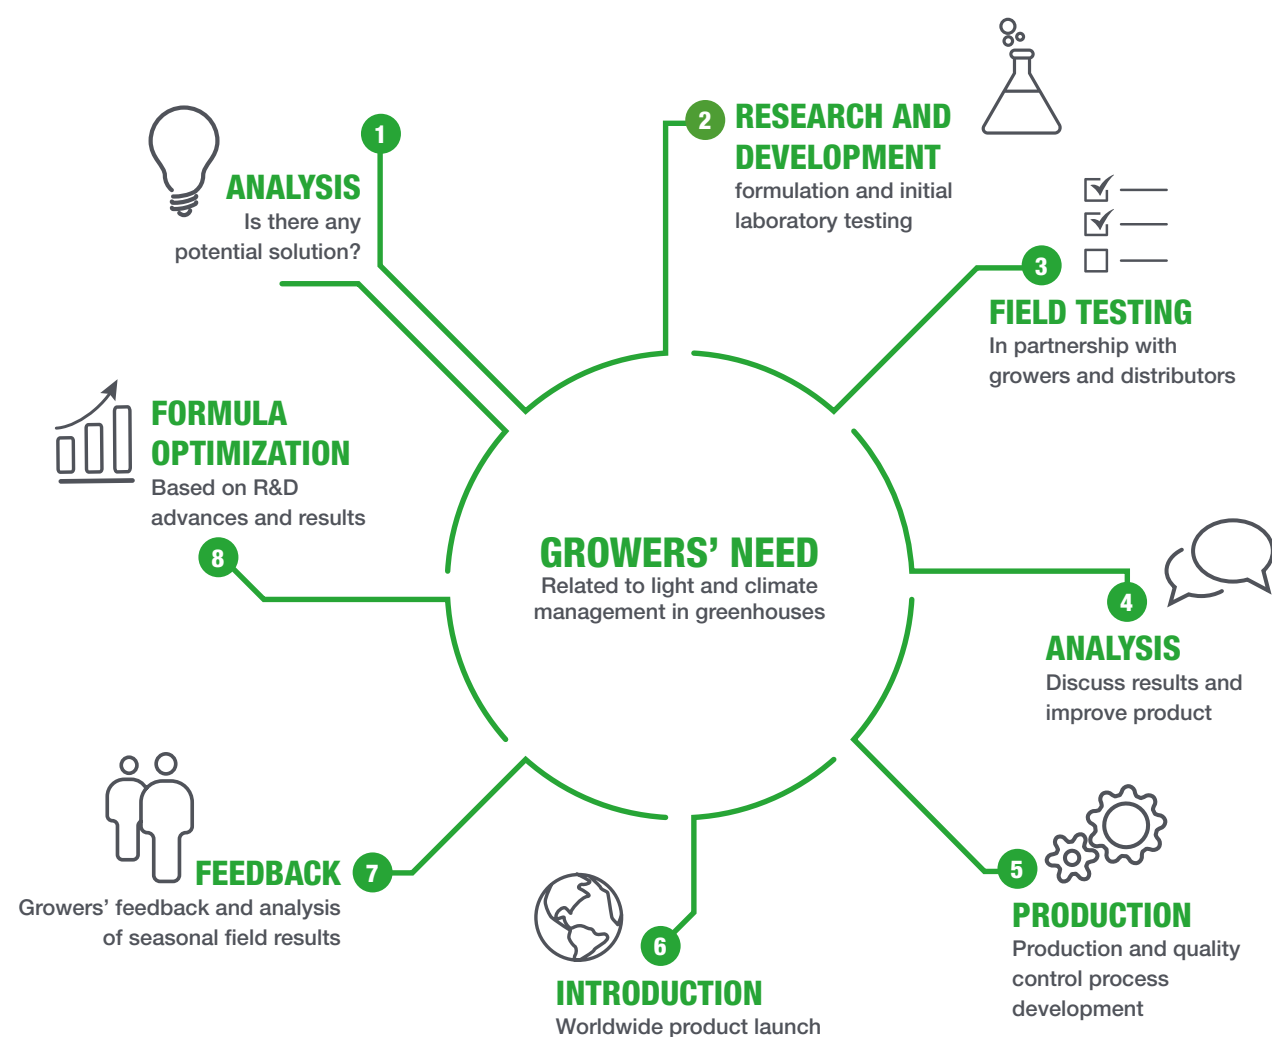 1
ANALYSIS
Is there any
potential solution?
2
RESEARCH AND
DEVELOPMENT
formulation and initial
laboratory testing
3
FIELD TESTING
In partnership with
growers and distributors
4
ANALYSIS
Discuss results and
improve product
5
PRODUCTION
Production and quality
control process
development
6
INTRODUCTION
Worldwide product launch
7
FEEDBACK
Growers’ feedback and analysis
of seasonal field results
8
FORMULA
OPTIMIZATION
Based on R&D
advances and results
GROWERS’ NEED
Related to light and climate
management in greenhouses